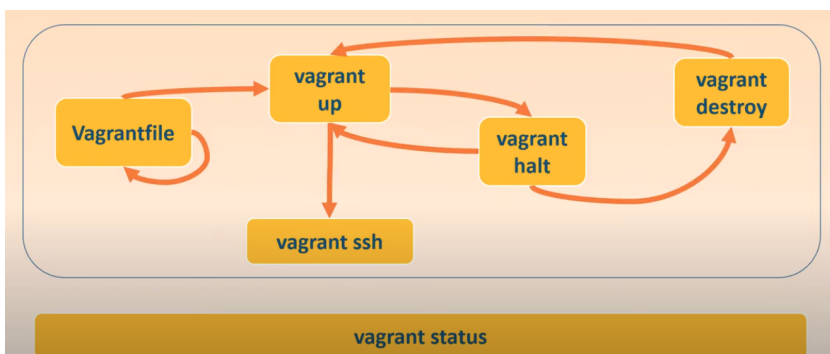 vagrant
up
vagrant
destroy
Vagrantfile
vagrant
halt
vagrant ssh
vagrant status